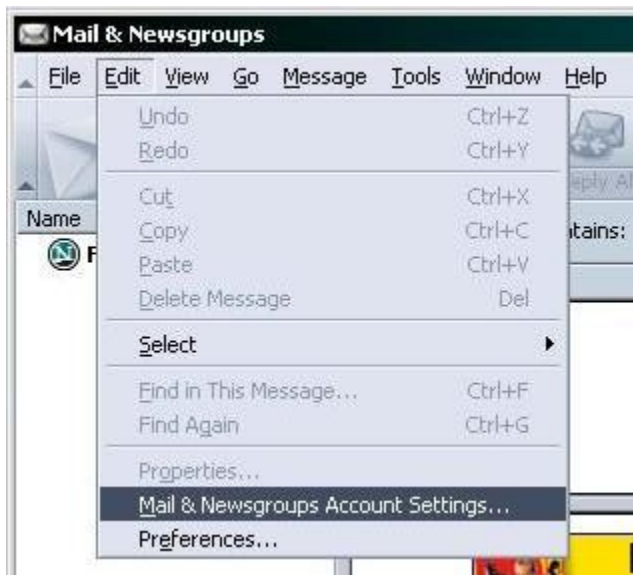 Mail & Newsgroups
File Edit View Go Message Tools Window Help
Undo Ctrl+Z
Redo Ctrl+Y
Cut Ctrl+X
Copy Ctrl+C
Paste Ctrl+V
Delete Message Del
Select
Find in This Message... Ctrl+F
Find Again Ctrl+G
Properties...
Mail & Newsgroups Account Settings...
Preferences...
eply Al
Name
tains:
N F